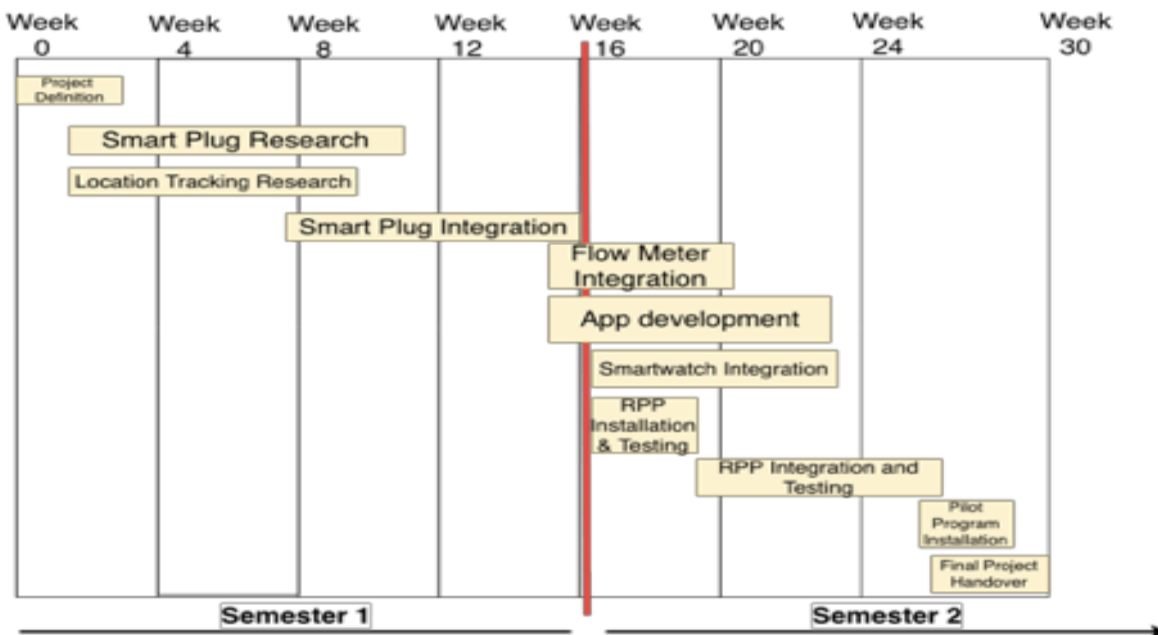 Week Week Week Week Week Week Week Week
0 4 8 12 16 20 24 30
Project
Definition
Smart Plug Research
Location Tracking Research
Smart Plug Integration
Flow Meter
Integration
App development
Smartwatch Integration
RPP
Installation
& Testing
RPP Integration and
Testing
Pilot
Program
Installation
Final Project
Handover
Semester 1 Semester 2